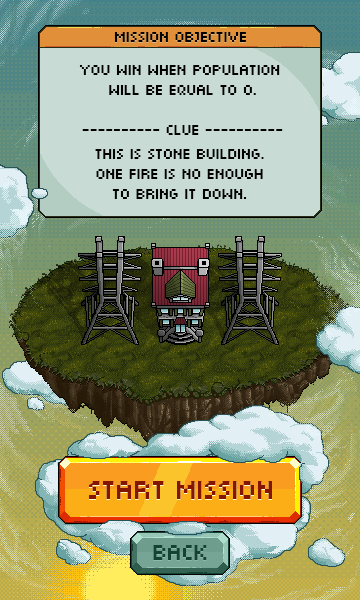 MISSION OBJECTIVE
YOU WIN WHEN POPULATION
WILL BE EQUAL TO 0.
---------- CLUE ----------
THIS IS STONE BUILDING.
ONE FIRE IS NO ENOUGH
TO BRING IT DOWN.
START MISSION
BACK